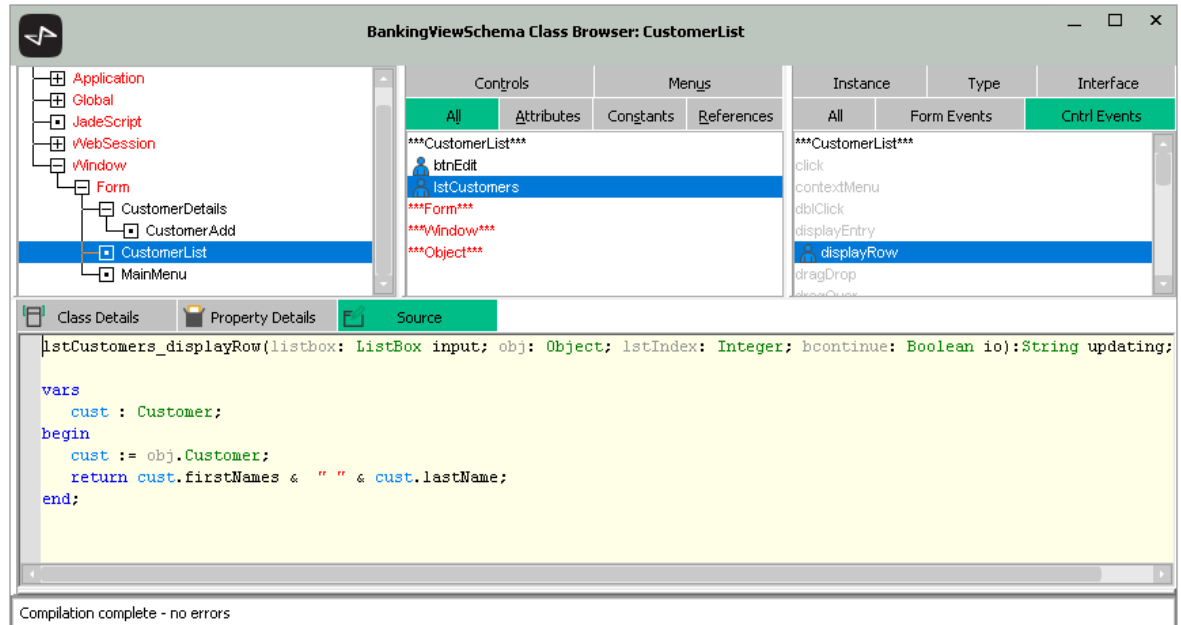 BankingViewSchema Class Browser: CustomerList
Application
Global
JadeScript
WebSession
Window
Form
CustomerDetails
CustomerAdd
CustomerList
MainMenu
Controls Menus
All Attributes Constants References
***CustomerList***
btnEdit
lstCustomers
***Form***
***Window***
***Object***
Instance Type Interface
All Form Events Cntrl Events
***CustomerList***
click
contextMenu
dblClick
displayEntry
displayRow
dragDrop
dragOver
Class Details Property Details Source
lstCustomers_displayRow(listbox: ListBox input; obj: Object; lstIndex: Integer; bcontinue: Boolean io):String updating;
vars
cust : Customer;
begin
cust := obj.Customer;
return cust.firstNames & " " & cust.lastName;
end;
Compilation complete - no errors